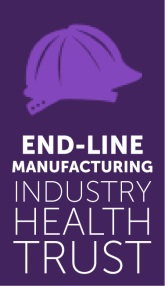 END-LINE
MANUFACTURING
INDUSTRY
HEALTH
TRUST